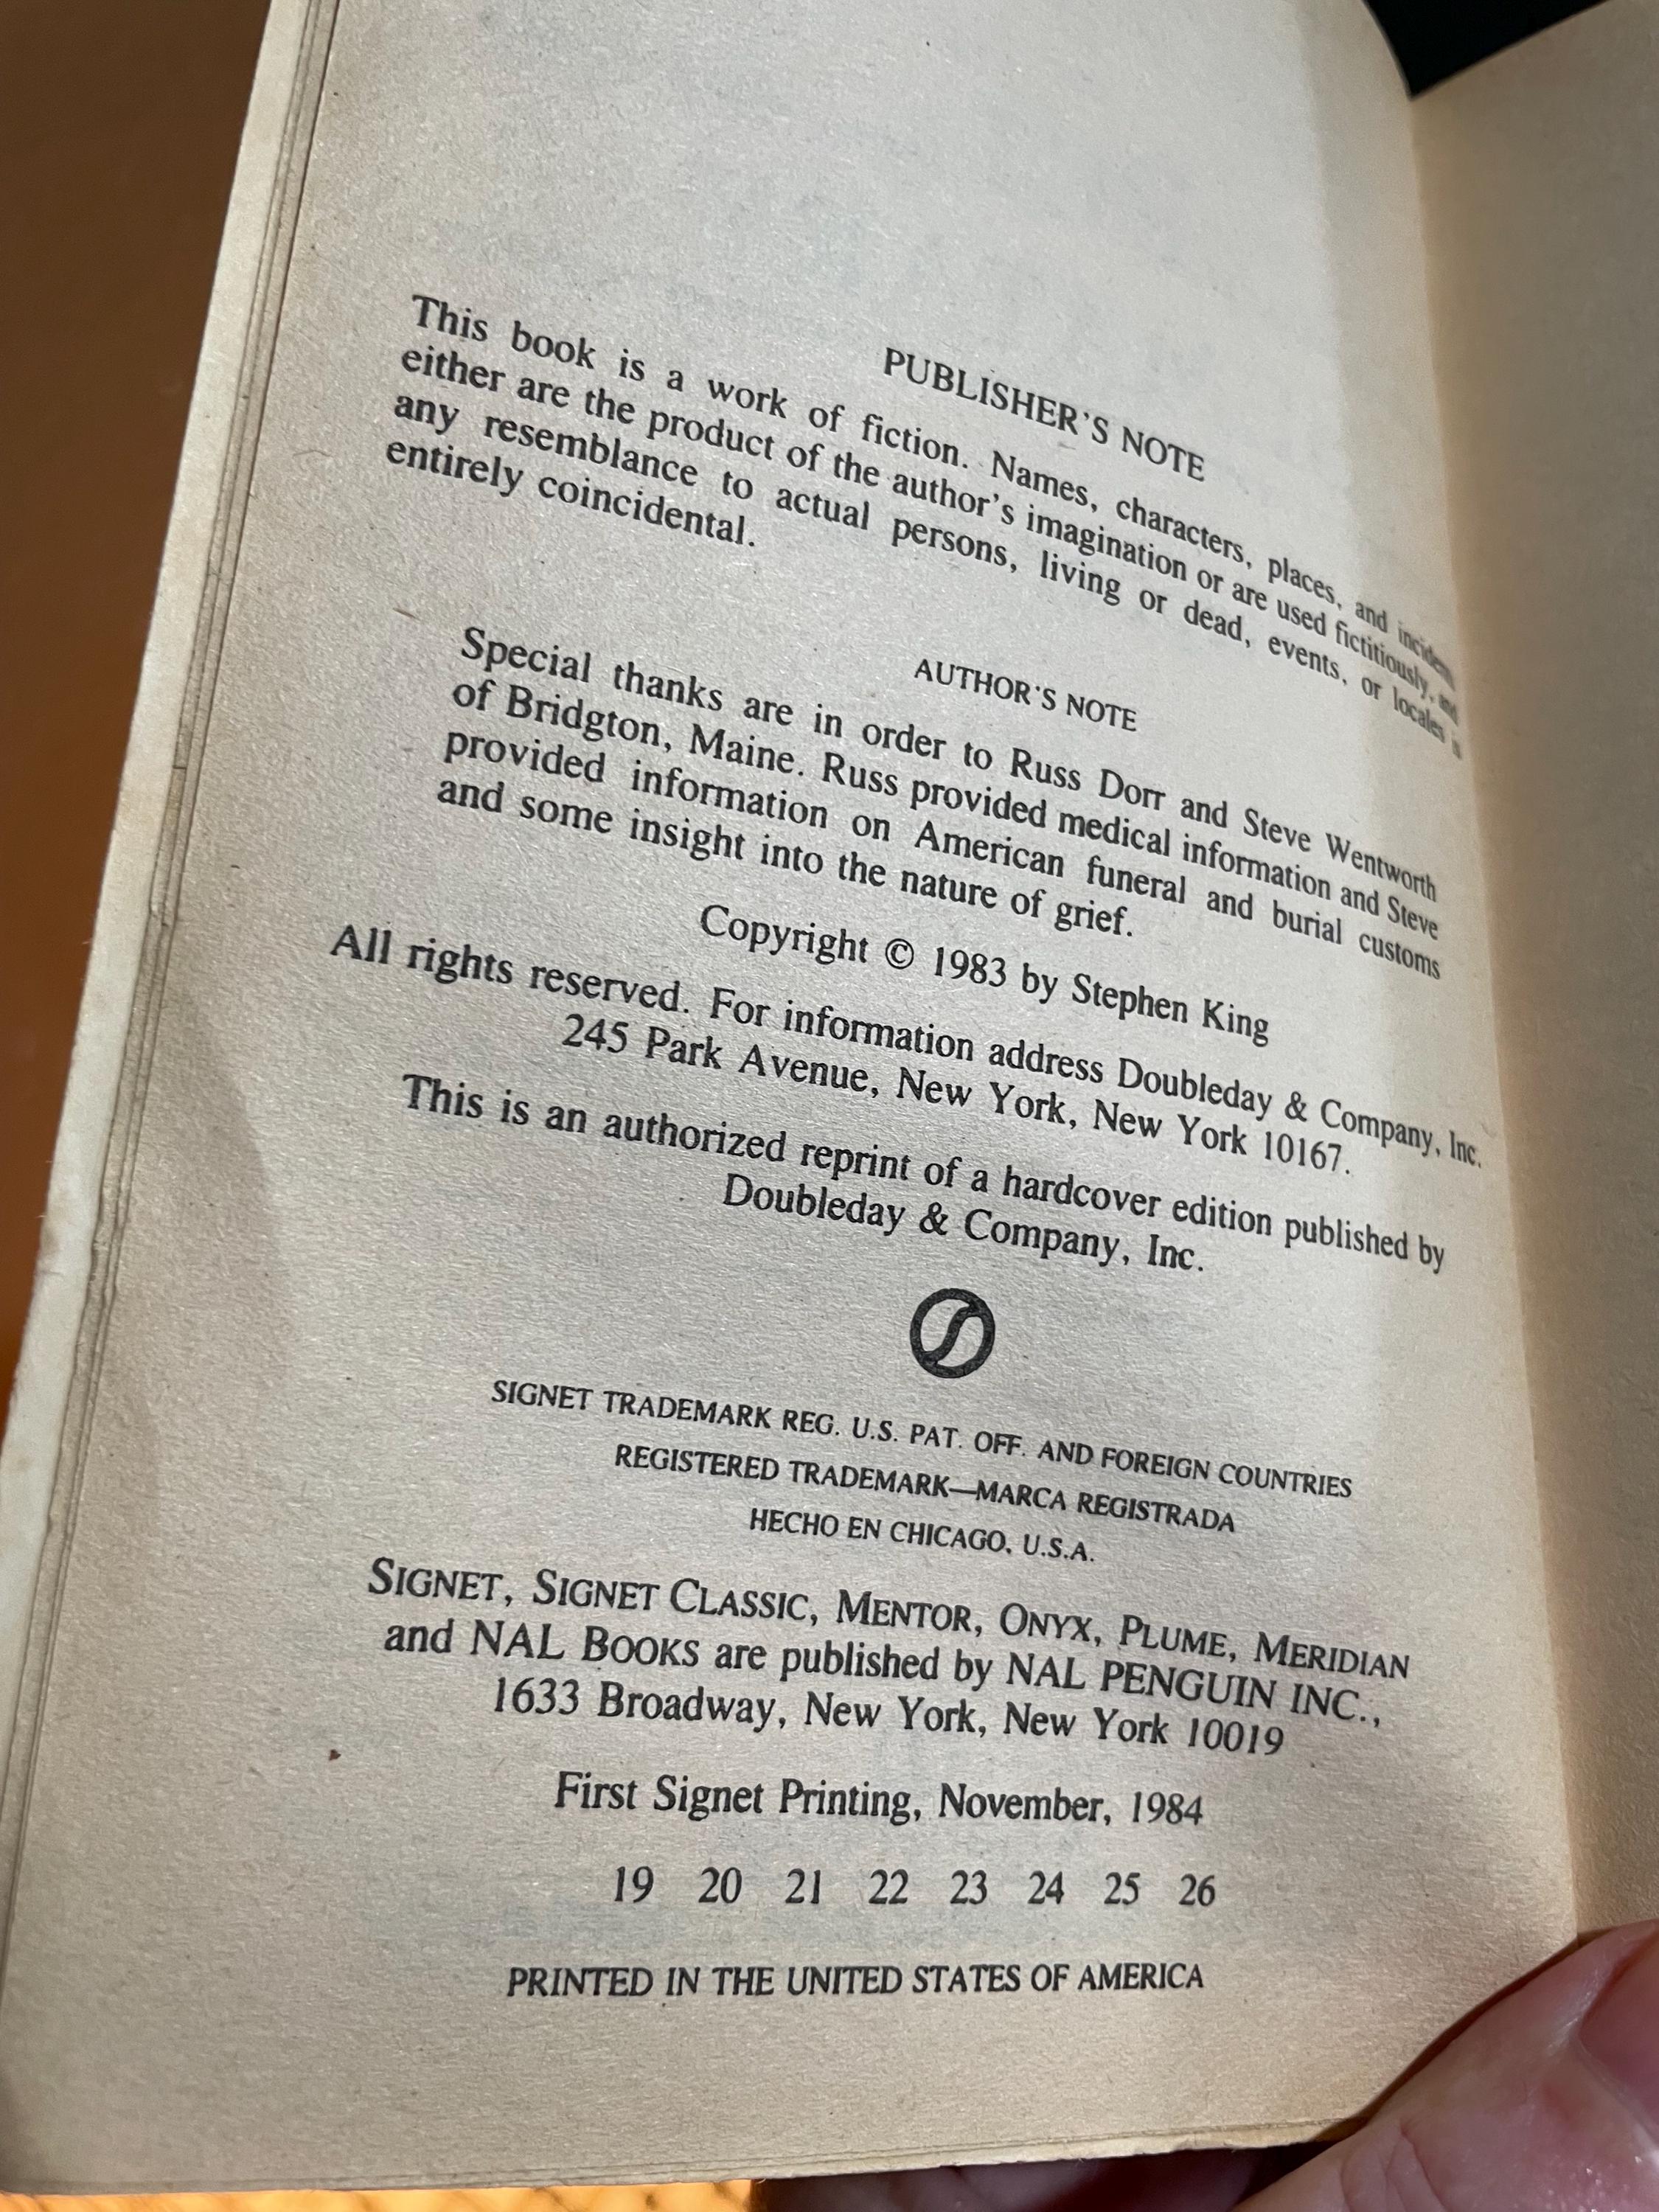 PUBLISHER'S NOTE
This book is a work of fiction. Names, characters, places, and incidents
either are the product of the author's imagination or are used fictitiously, and
any resemblance to actual persons, living or dead, events, or locales is
entirely coincidental.
AUTHOR'S NOTE
Special thanks are in order to Russ Dorr and Steve Wentworth
of Bridgton, Maine. Russ provided medical information and Steve
provided information on American funeral and burial customs
and some insight into the nature of grief.
Copyright © 1983 by Stephen King
All rights reserved. For information address Doubleday & Company, Inc.
245 Park Avenue, New York, New York 10167.
This is an authorized reprint of a hardcover edition published by
Doubleday & Company, Inc.
SIGNET TRADEMARK REG. U.S. PAT. OFF. AND FOREIGN COUNTRIES
REGISTERED TRADEMARK—MARCA REGISTRADA
HECHO EN CHICAGO, U.S.A.
SIGNET, SIGNET CLASSIC, MENTOR, ONYX, PLUME, MERIDIAN
and NAL BOOKS are published by NAL PENGUIN INC.,
1633 Broadway, New York, New York 10019
First Signet Printing, November, 1984
19 20 21 22 23 24 25 26
PRINTED IN THE UNITED STATES OF AMERICA